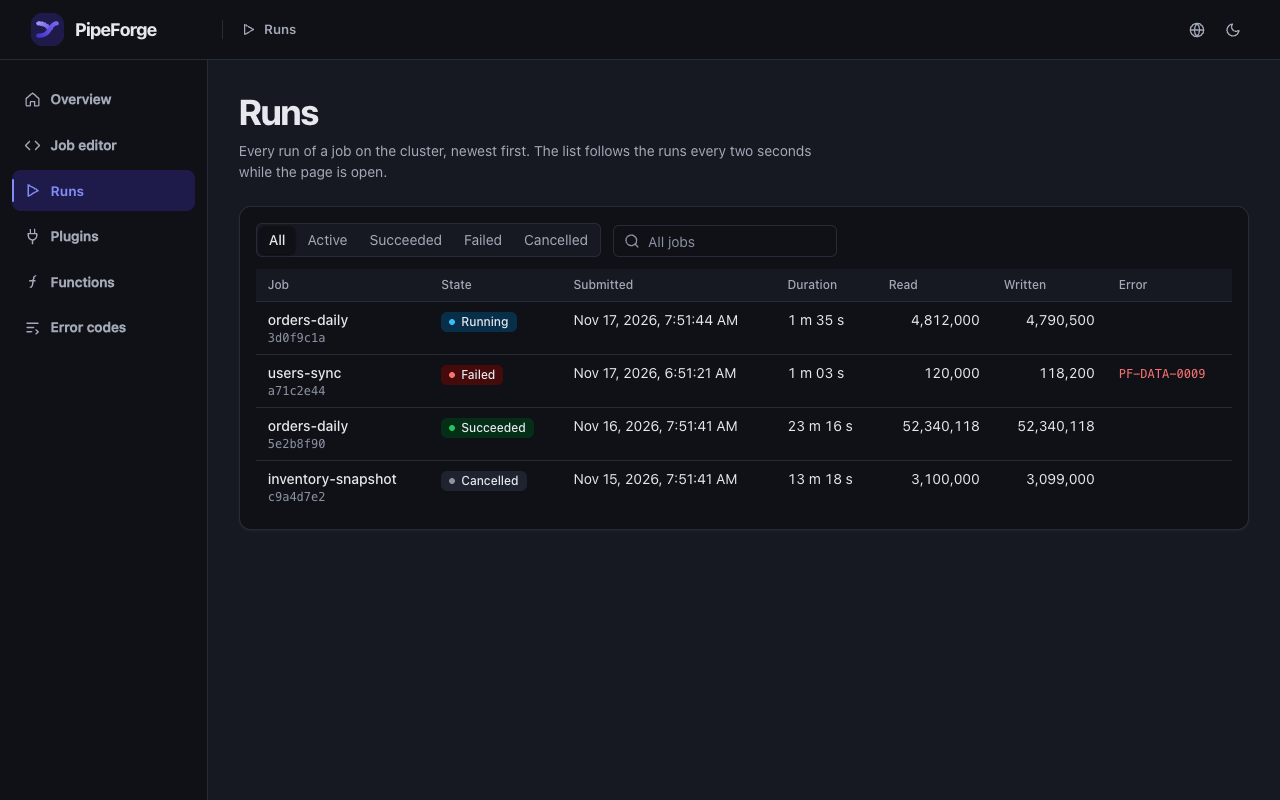 PipeForge
Runs
Overview
Job editor
Runs
Plugins
Functions
Error codes
Runs
Every run of a job on the cluster, newest first. The list follows the runs every two seconds
while the page is open.
All Active Succeeded Failed Cancelled All jobs
Job State Submitted Duration Read Written Error
orders-daily Running Nov 17, 2026, 7:51:44 AM 1 m 35 s 4,812,000 4,790,500
3d0f9c1a
users-sync Failed Nov 17, 2026, 6:51:21 AM 1 m 03 s 120,000 118,200 PF-DATA-0009
a71c2e44
orders-daily Succeeded Nov 16, 2026, 7:51:41 AM 23 m 16 s 52,340,118 52,340,118
5e2b8f90
inventory-snapshot Cancelled Nov 15, 2026, 7:51:41 AM 13 m 18 s 3,100,000 3,099,000
c9a4d7e2